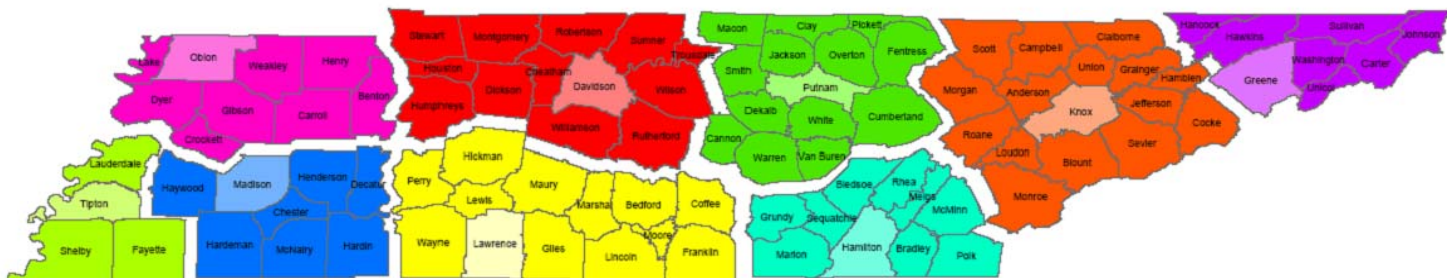 Lake
Obion
Weakley
Henry
Dyer
Gibson
Carroll
Benton
Crockett
Stewart
Montgomery
Robertson
Sumner
Trousdale
Houston
Cheatham
Davidson
Wilson
Humphreys
Dickson
Williamson
Rutherford
Macon
Clay
Pickett
Jackson
Overton
Fentress
Smith
Putnam
Dekalb
White
Cumberland
Cannon
Warren
Van Buren
Scott
Campbell
Claiborne
Union
Grainger
Hamblen
Morgan
Anderson
Knox
Jefferson
Cocke
Roane
Loudon
Blount
Sevier
Monroe
Hancock
Hawkins
Sullivan
Johnson
Greene
Washington
Carter
Unicoi
Lauderdale
Tipton
Shelby
Fayette
Haywood
Madison
Henderson
Decatur
Chester
Hardeman
McNairy
Hardin
Hickman
Perry
Lewis
Maury
Marshal
Bedford
Coffee
Wayne
Lawrence
Giles
Lincoln
Moore
Franklin
Bledsoe
Rhea
Meigs
McMinn
Grundy
Sequatchie
Marion
Hamilton
Bradley
Polk